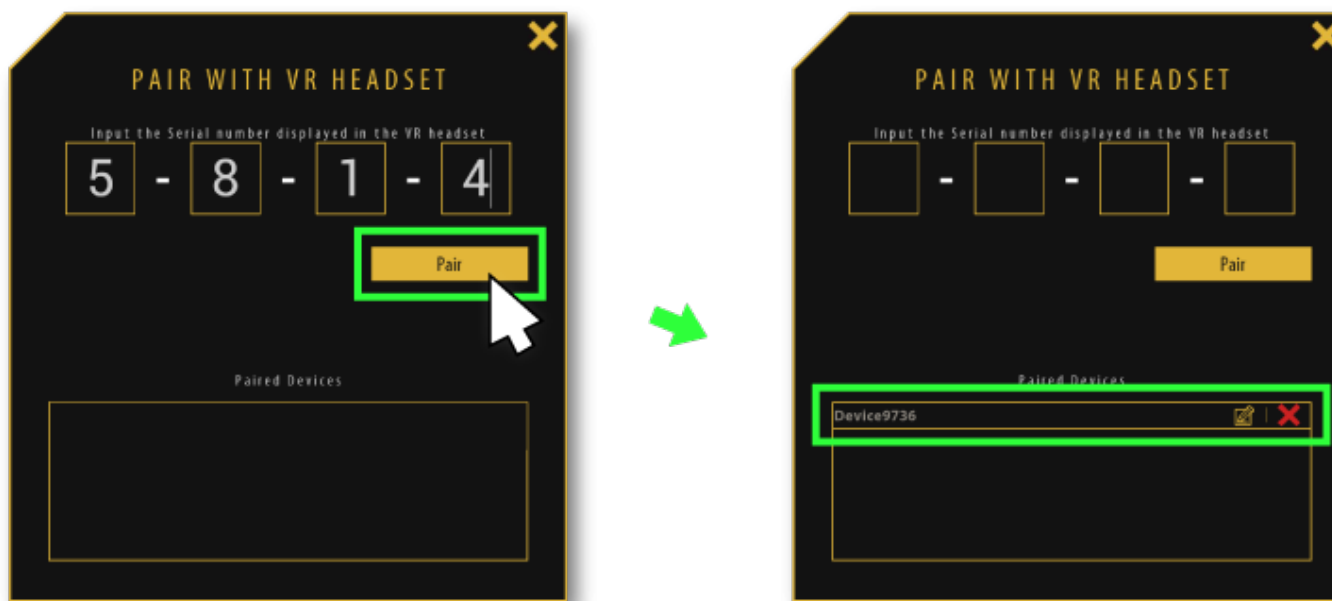 PAIR WITH VR HEADSET
Input the Serial number displayed in the VR headset
5 - 8 - 1 - 4
Pair
Paired Devices
PAIR WITH VR HEADSET
Input the Serial number displayed in the VR headset
- - -
Pair
Paired Devices
Device9736